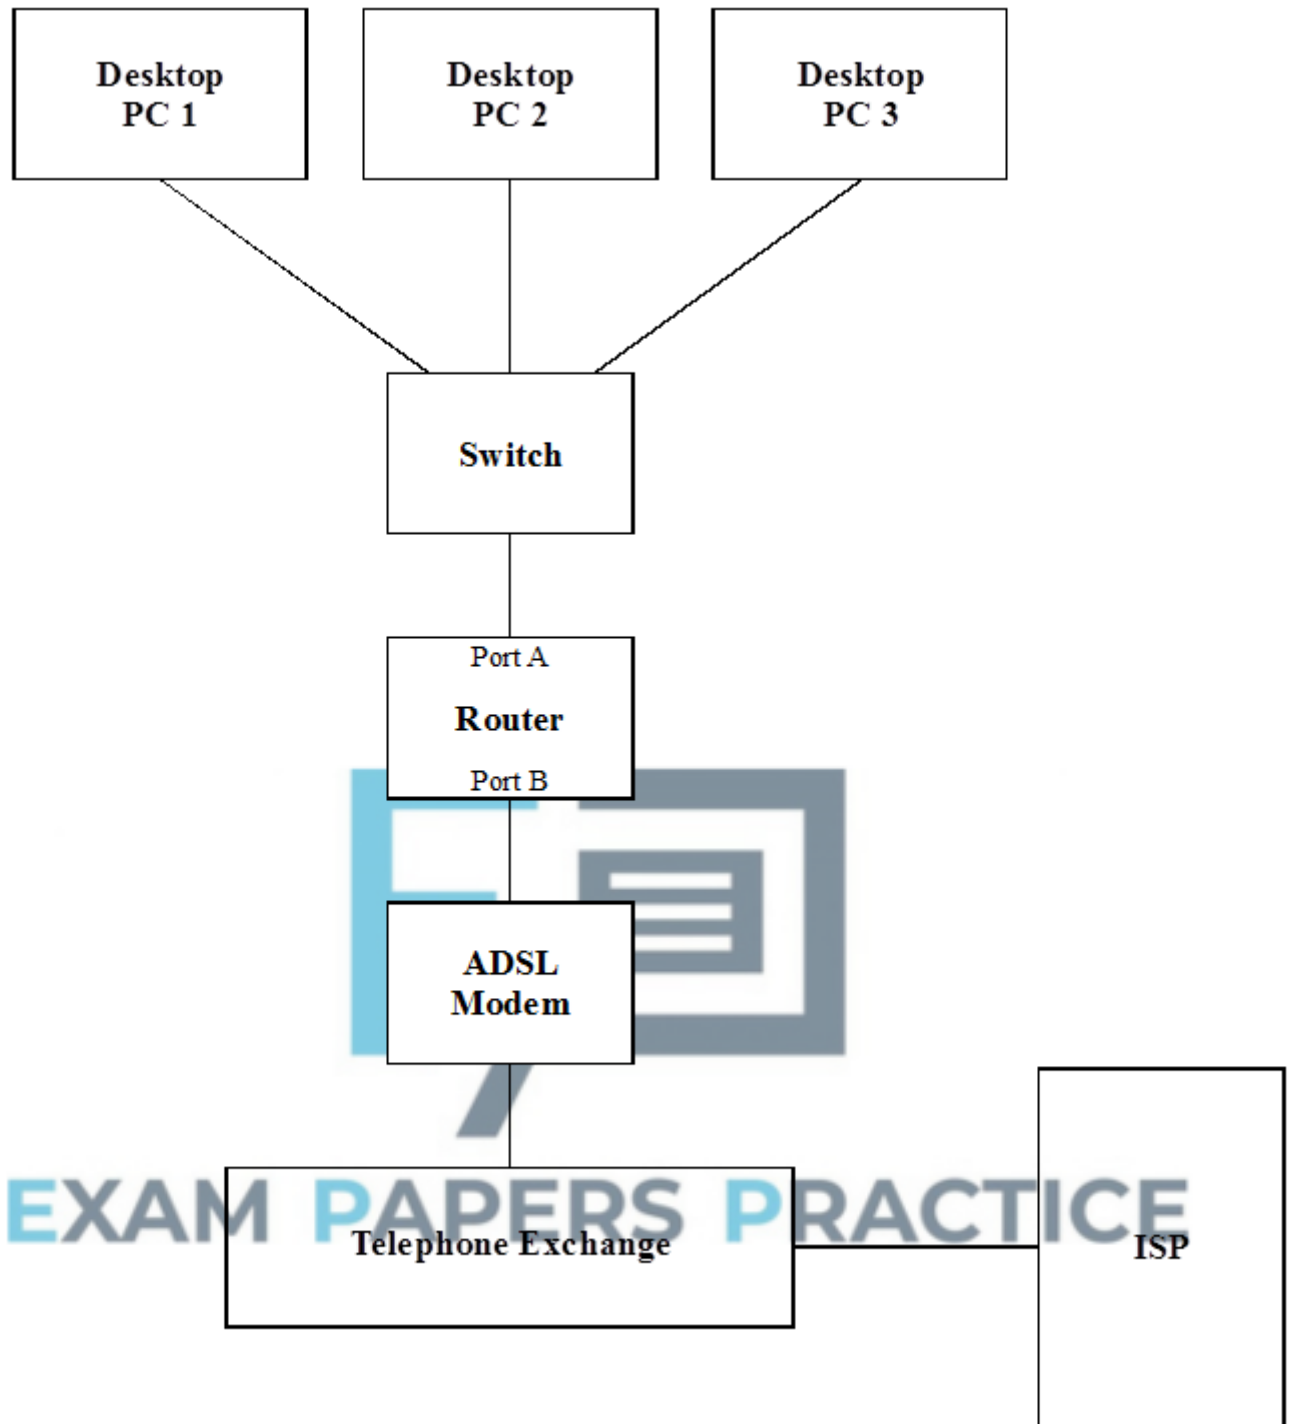 Desktop
PC 1
Desktop
PC 2
Desktop
PC 3
Switch
Port A
Router
Port B
ADSL
Modem
EXAM PAPERS PRACTICE
Telephone Exchange
ISP